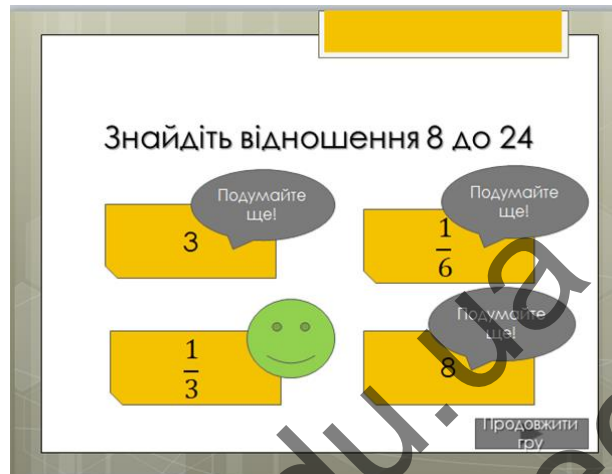 Знайдіть відношення 8 до 24
Подумайте
ще!
3
Подумайте
ще!
1
6
1
3
Подумайте
ще!
8
Продовжити
гру